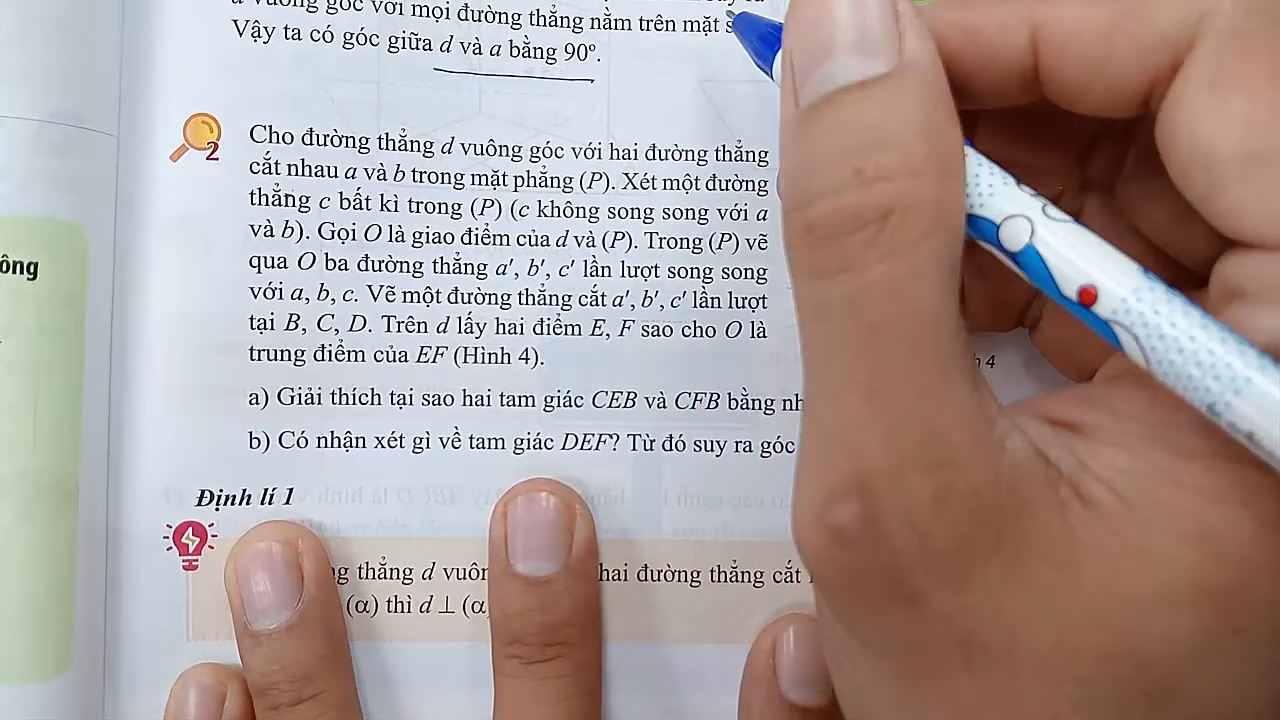 vuông góc với mọi đường thẳng nằm trên mặt
Vậy ta có góc giữa d và a bằng 90º.
2
Cho đường thẳng d vuông góc với hai đường thẳng
cắt nhau a và b trong mặt phẳng (P). Xét một đường
thẳng c bất kì trong (P) (c không song song với a
và b). Gọi O là giao điểm của d và (P). Trong (P) vẽ
qua O ba đường thẳng a', b', c' lần lượt song song
với a, b, c. Vẽ một đường thẳng cắt a', b', c' lần lượt
tại B, C, D. Trên d lấy hai điểm E, F sao cho O là
trung điểm của EF (Hình 4).
4
a) Giải thích tại sao hai tam giác CEB và CFB bằng nh
b) Có nhận xét gì về tam giác DEF? Từ đó suy ra góc
ông
Định lí 1
thẳng d vuôn hai đường thẳng cắt
(α) thì d ⊥ (α